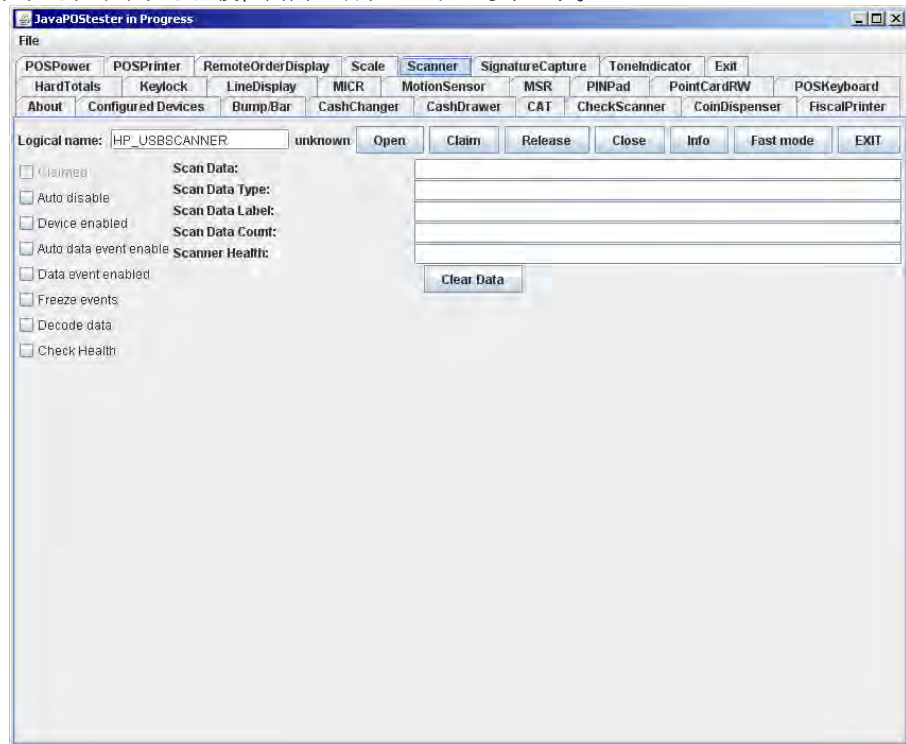 JavaPOStester in Progress
File
POSPower POSPrinter RemoteOrderDisplay Scale Scanner SignatureCapture ToneIndicator Exit
HardTotals Keylock LineDisplay MICR MotionSensor MSR PINPad PointCardRW POSKeyboard
About Configured Devices Bump/Bar CashChanger CashDrawer CAT CheckScanner CoinDispenser FiscalPrinter
Logical name: HP_USBSCANNER unknown Open Claim Release Close Info Fast mode EXIT
Claimed
Scan Data:
Auto disable
Scan Data Type:
Scan Data Label:
Device enabled
Scan Data Count:
Auto data event enable
Scanner Health:
Data event enabled
Clear Data
Freeze events
Decode data
Check Health